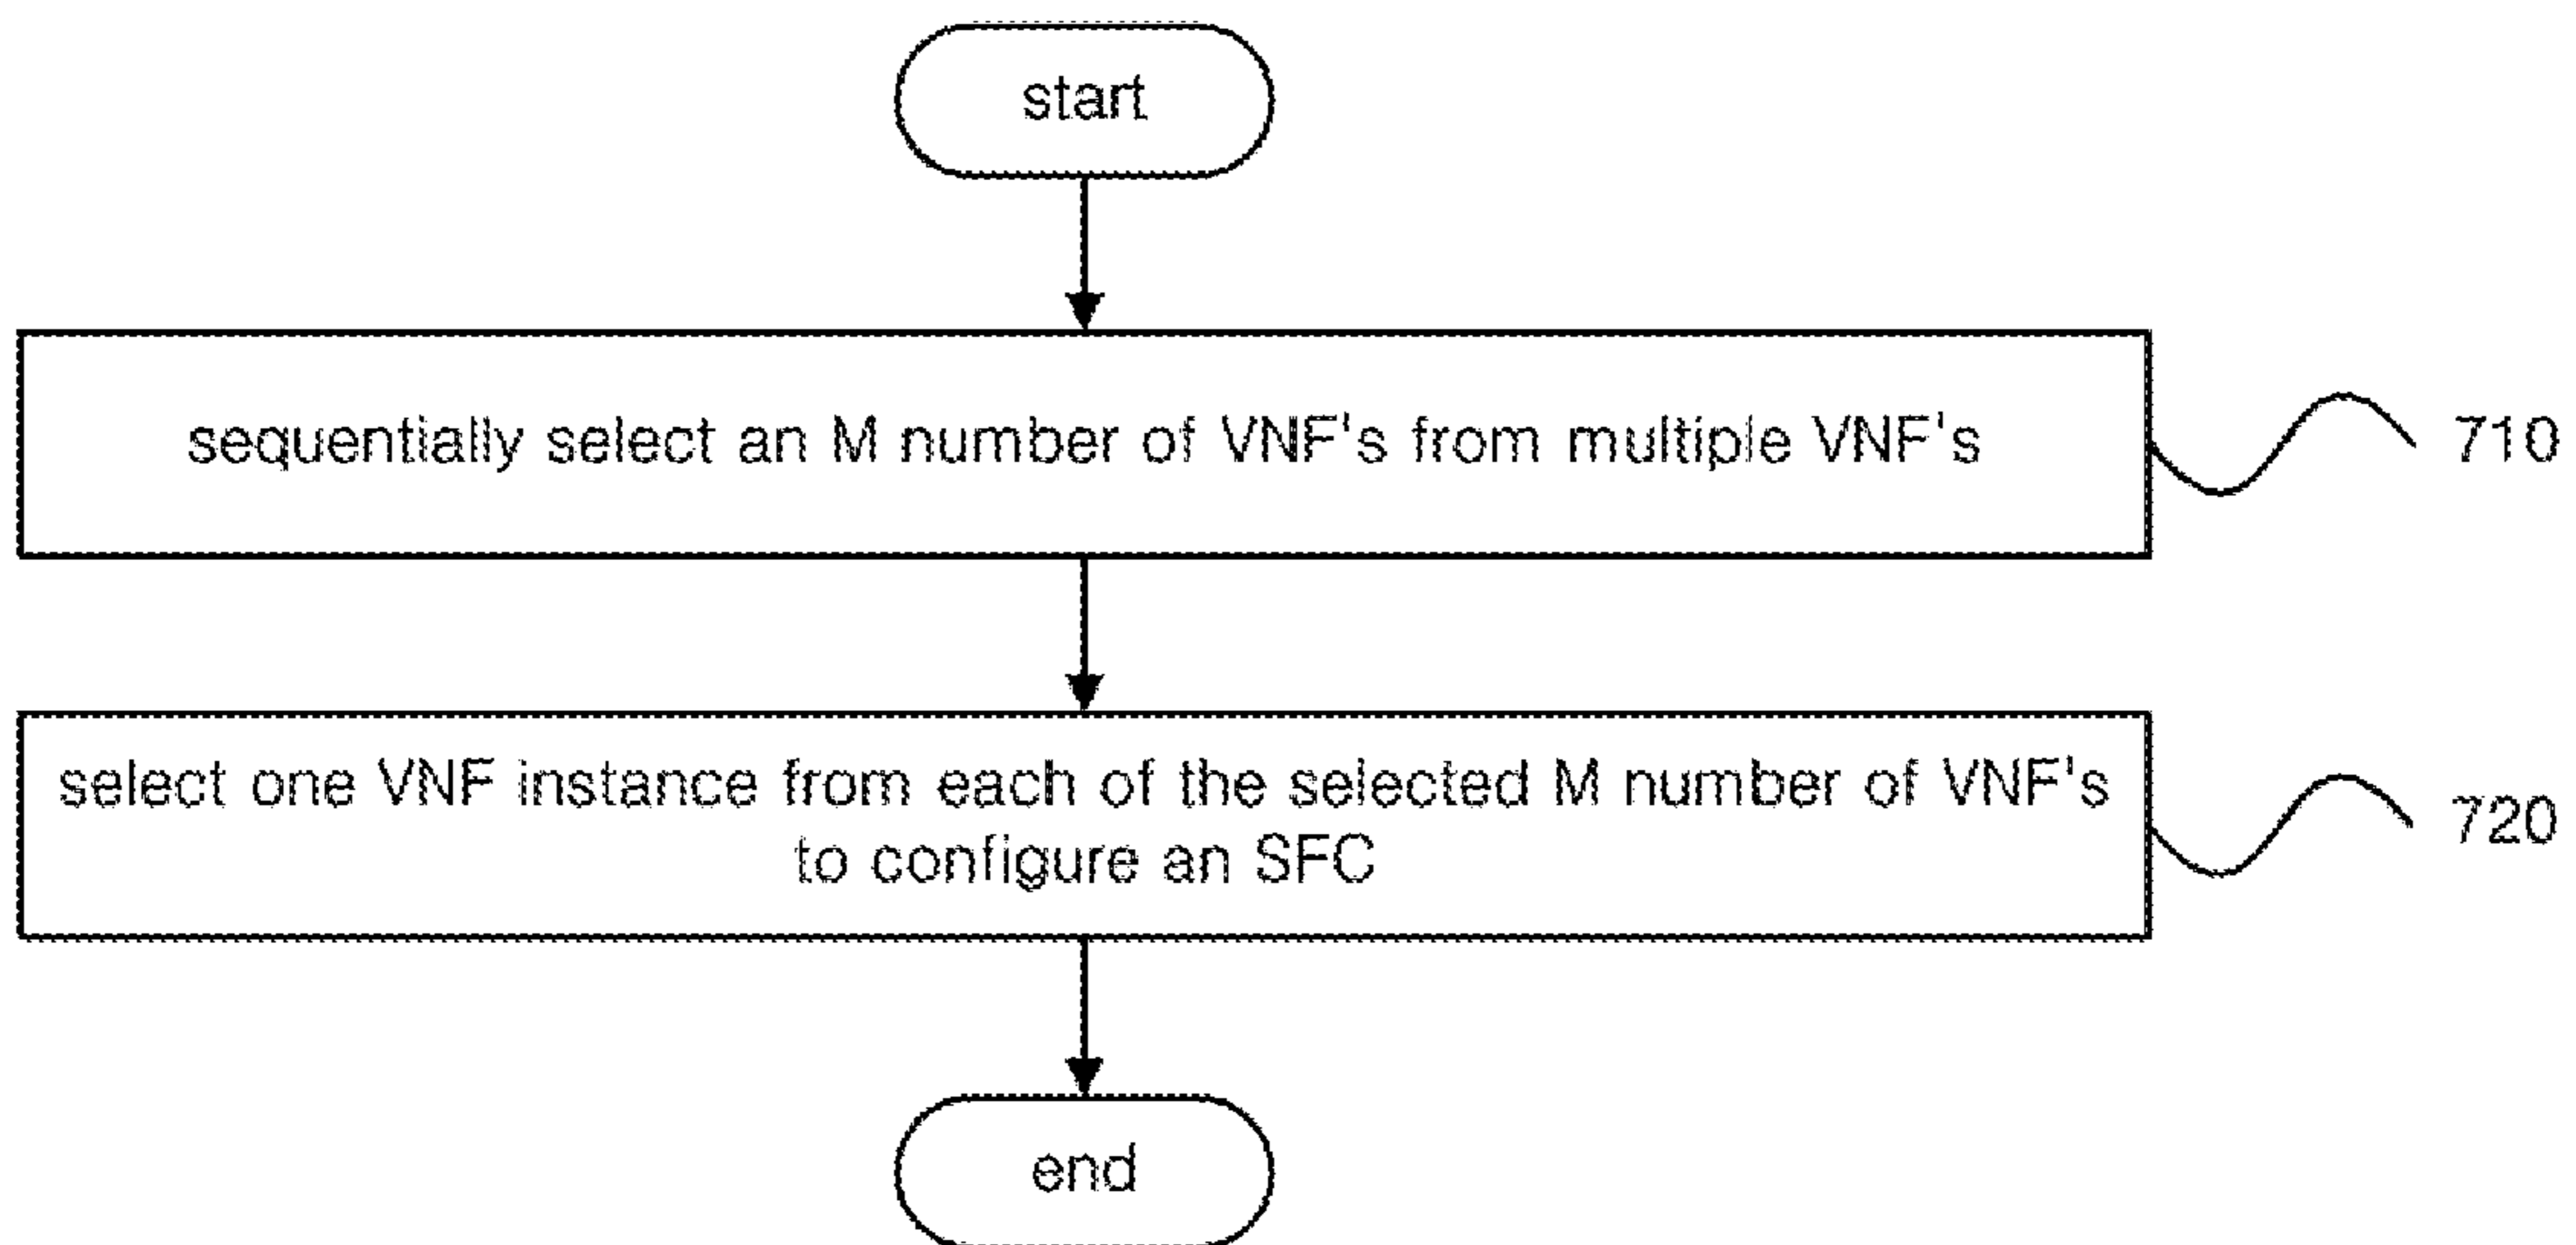 start
sequentially select an M number of VNF's from multiple VNF's
710
select one VNF instance from each of the selected M number of VNF's
to configure an SFC
720
end